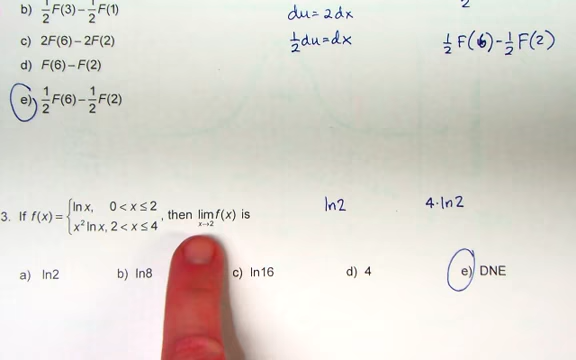 b) 1/2 F(3) − 1/2 F(1)
c) 2F(6) − 2F(2)
d) F(6) − F(2)
e) 1/2 F(6) − 1/2 F(2)
2
du = 2dx
1/2 du = dx
1/2 F(6) − 1/2 F(2)
3. If f(x) = { ln x, 0 < x ≤ 2
x² ln x, 2 < x ≤ 4 , then lim x→2 f(x) is
ln2
4·ln2
a) ln2 b) ln8 c) ln16 d) 4 e) DNE